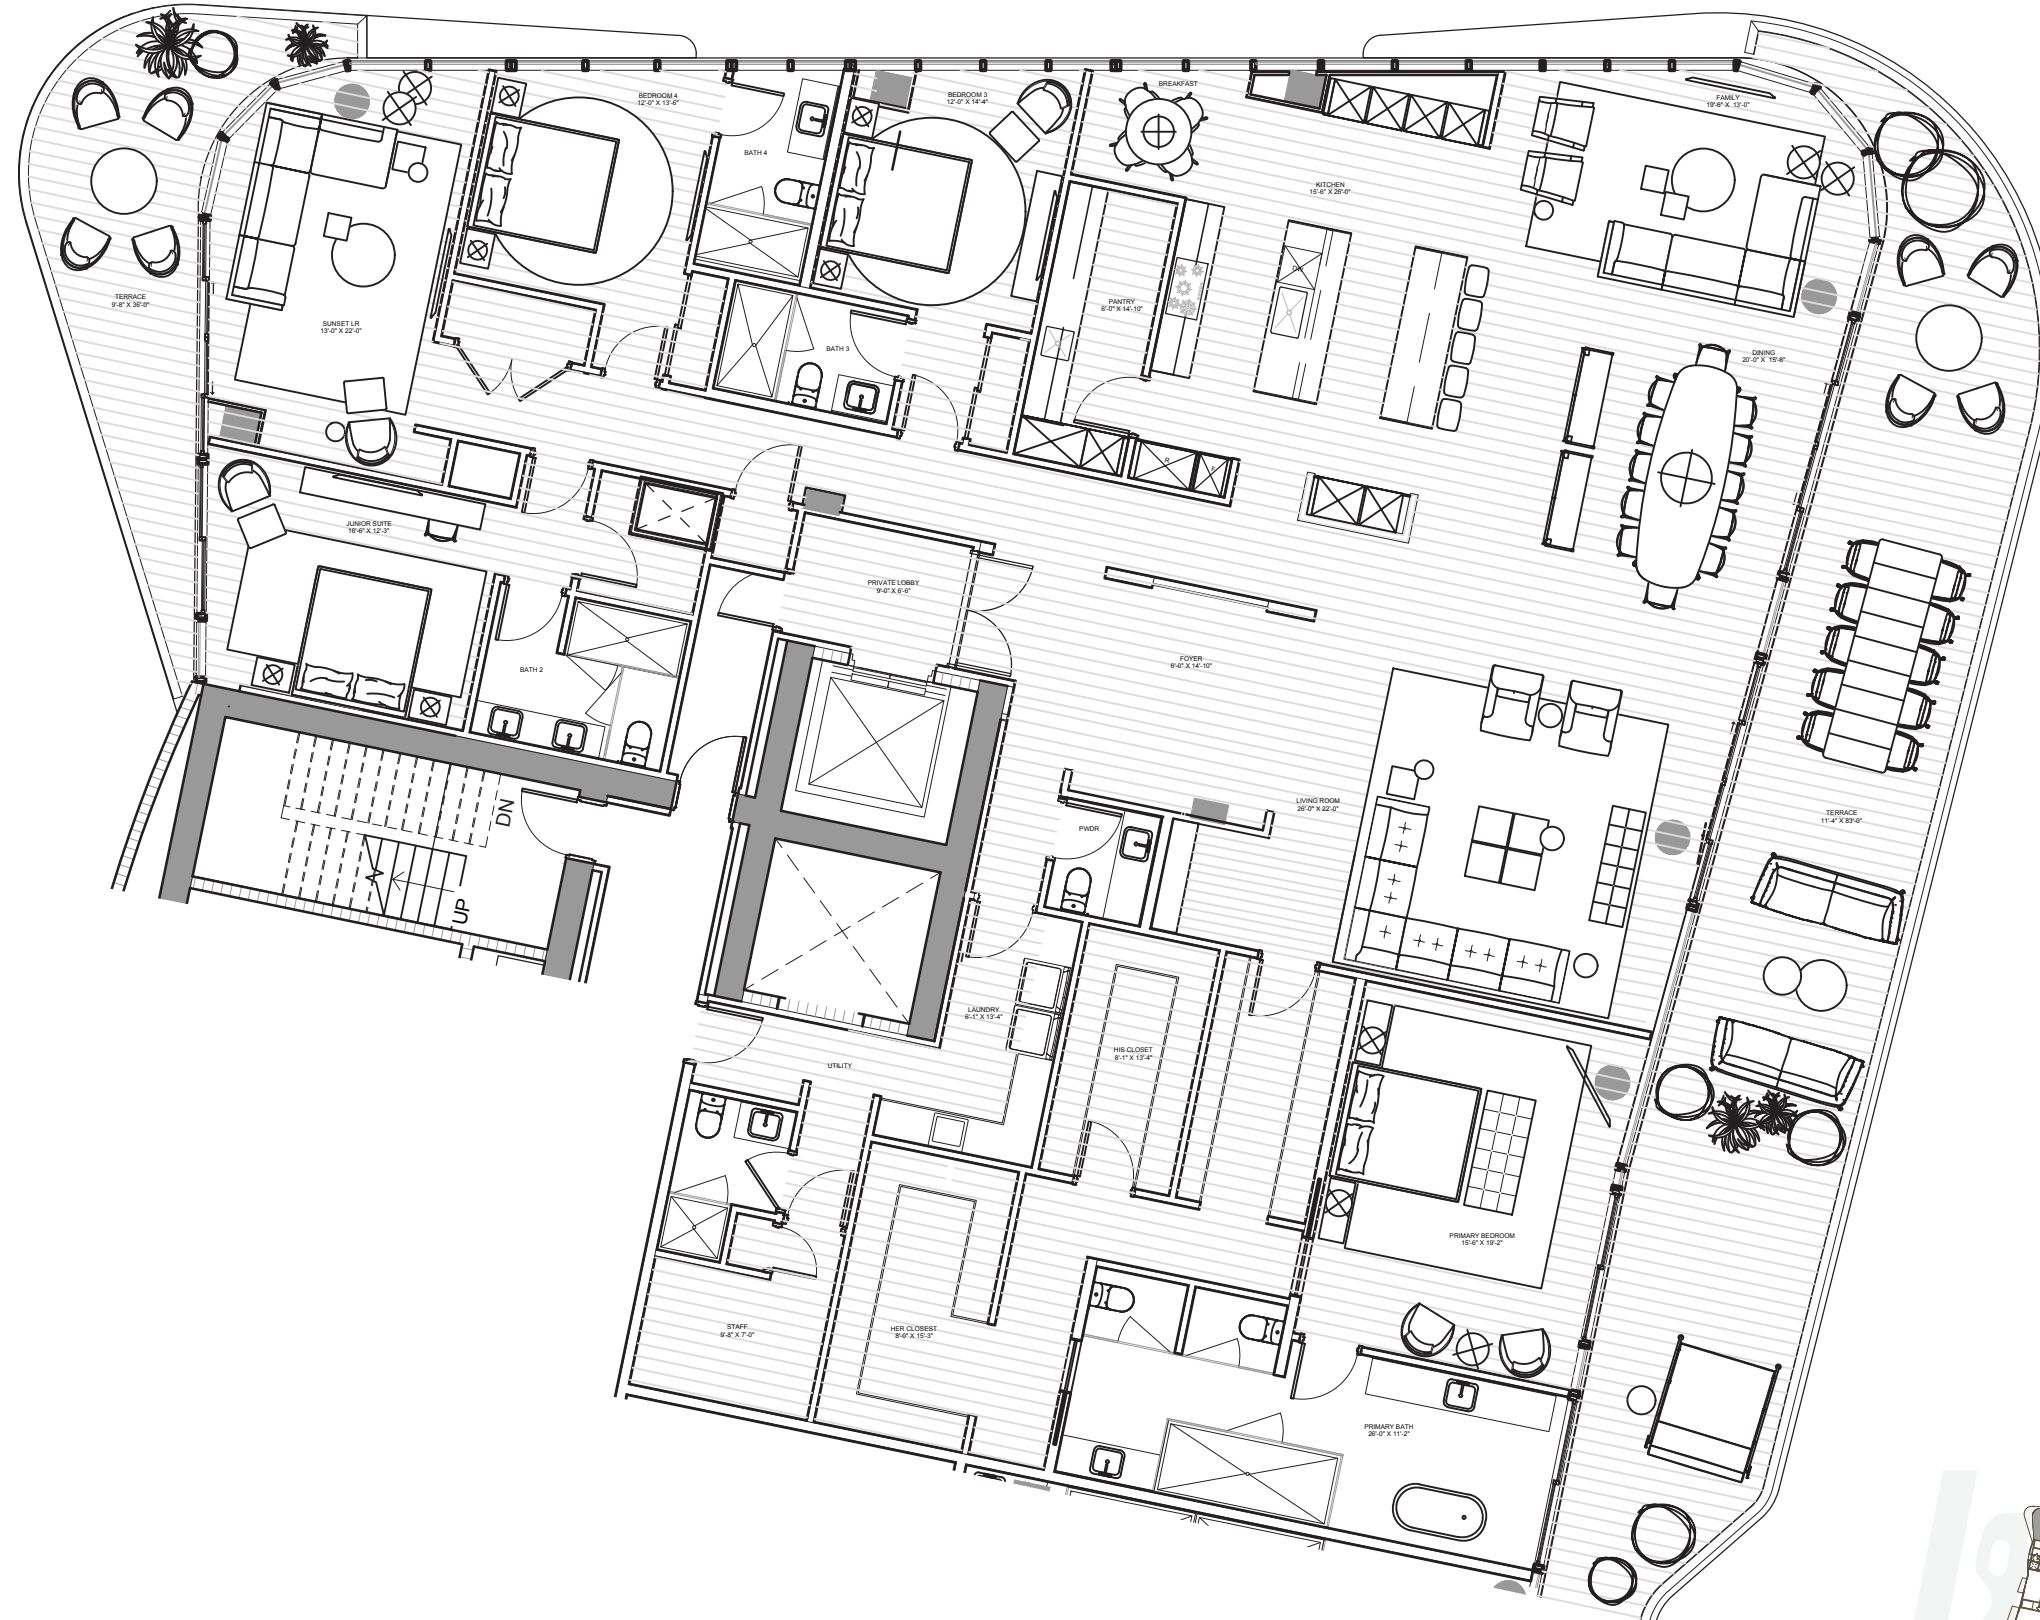 BREAKFAST
BEDROOM 4
12'-0" X 13'-6"
BEDROOM 3
12'-0" X 14'-4"
FAMILY
19'-6" X 13'-0"
BATH 4
KITCHEN
15'-6" X 26'-0"
DW
TERRACE
9'-8" X 36'-0"
PANTRY
6'-0" X 14'-10"
SUNSET LR
13'-0" X 22'-0"
BATH 3
DINING
20'-0" X 15'-8"
R
F
JUNIOR SUITE
16'-6" X 12'-3"
PRIVATE LOBBY
9'-0" X 6'-6"
BATH 2
FOYER
6'-0" X 14'-10"
LIVING ROOM
26'-0" X 22'-0"
DN
PWDR
TERRACE
11'-4" X 83'-0"
UP
LAUNDRY
6'-1" X 13'-4"
HIS CLOSET
8'-1" X 13'-4"
UTILITY
PRIMARY BEDROOM
15'-6" X 19'-2"
STAFF
9'-8" X 7'-0"
HER CLOSEST
8'-0" X 15'-3"
PRIMARY BATH
26'-0" X 11'-2"